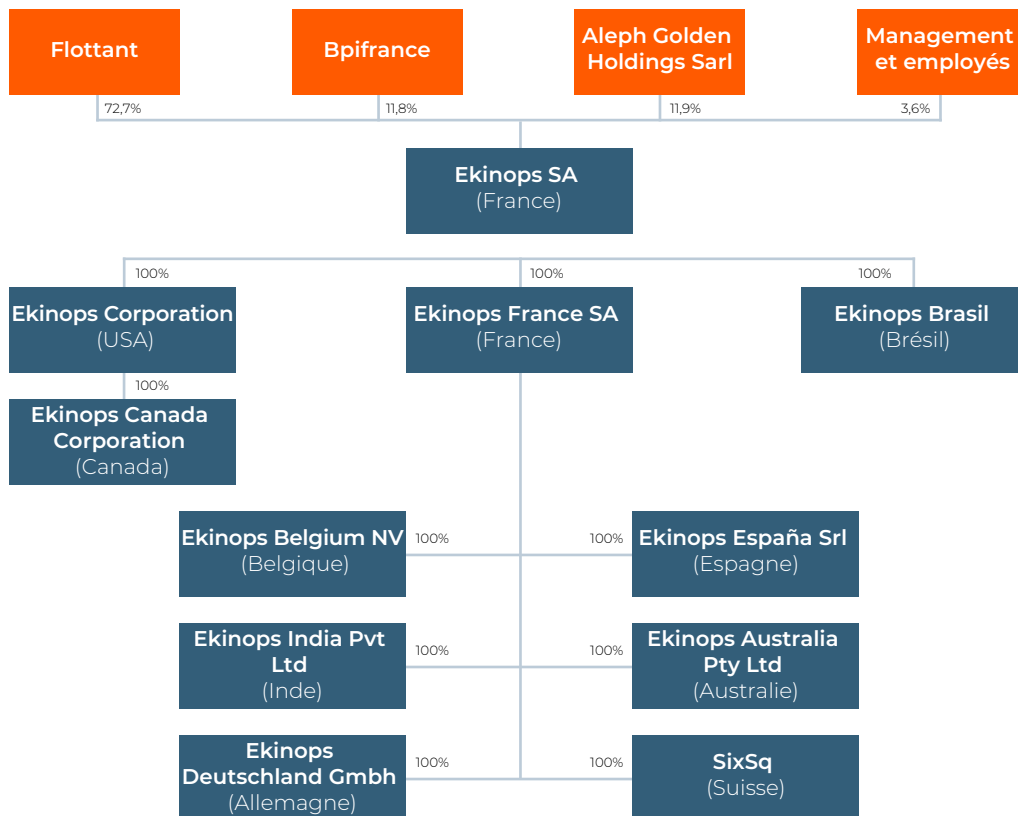 Flottant
Bpifrance
Aleph Golden
Holdings Sarl
Management
et employés
72,7%
11,8%
11,9%
3,6%
Ekinops SA
(France)
100%
100%
100%
Ekinops Corporation
(USA)
Ekinops France SA
(France)
Ekinops Brasil
(Brésil)
100%
Ekinops Canada
Corporation
(Canada)
Ekinops Belgium NV
(Belgique)
100%
100%
Ekinops España Srl
(Espagne)
Ekinops India Pvt
Ltd
(Inde)
100%
100%
Ekinops Australia
Pty Ltd
(Australie)
Ekinops
Deutschland Gmbh
(Allemagne)
100%
100%
SixSq
(Suisse)